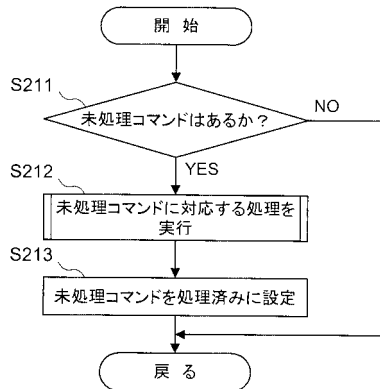 開 始
S211
未処理コマンドはあるか？
NO
YES
S212
未処理コマンドに対応する処理を
実行
S213
未処理コマンドを処理済みに設定
戻 る